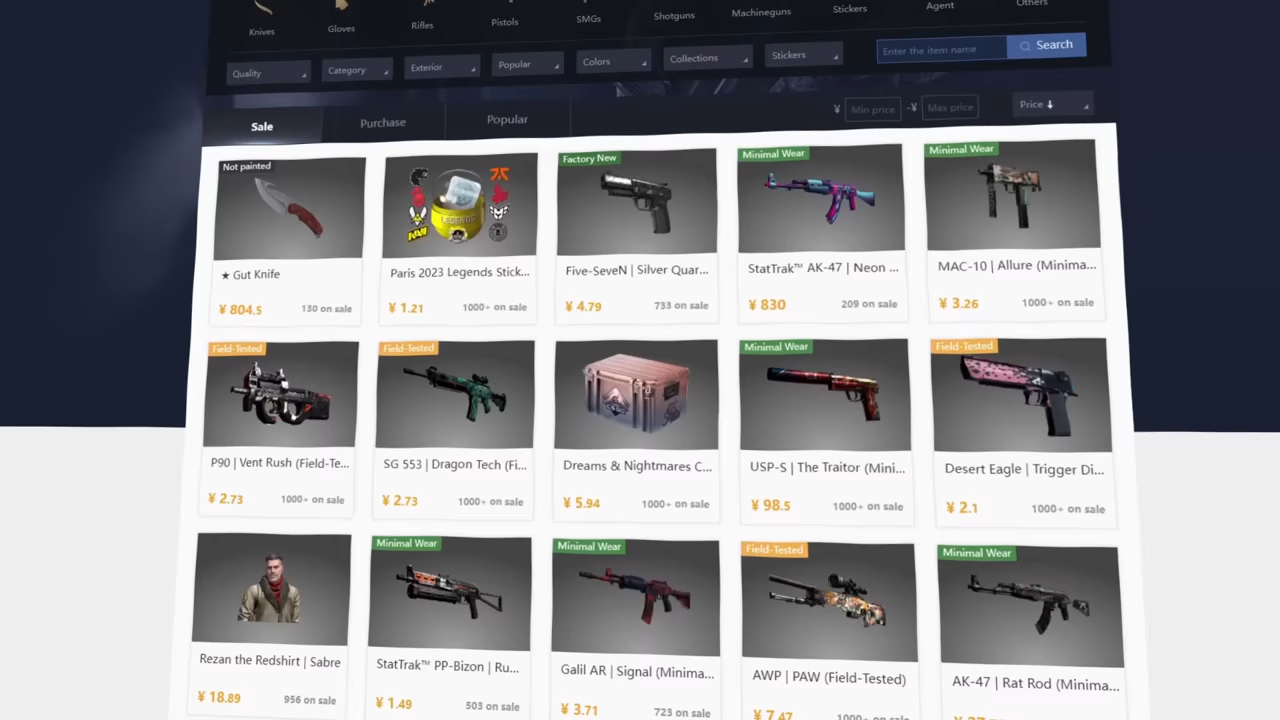 Knives
Gloves
Rifles
Pistols
SMGs
Shotguns
Machineguns
Stickers
Agent
Others
Quality
Category
Exterior
Popular
Colors
Collections
Stickers
Enter the item name
Search
Sale
Purchase
Popular
¥ Min price -¥ Max price
Price
Not painted
Factory New
Minimal Wear
Minimal Wear
LEGENDS
★ Gut Knife
Paris 2023 Legends Stick...
Five-SeveN | Silver Quar...
StatTrak™ AK-47 | Neon ...
MAC-10 | Allure (Minima...
¥ 804.5 130 on sale
¥ 1.21 1000+ on sale
¥ 4.79 733 on sale
¥ 830 209 on sale
¥ 3.26 1000+ on sale
Field-Tested
Field-Tested
Minimal Wear
Field-Tested
P90 | Vent Rush (Field-Te...
SG 553 | Dragon Tech (Fi...
Dreams & Nightmares C...
USP-S | The Traitor (Mini...
Desert Eagle | Trigger Di...
¥ 2.73 1000+ on sale
¥ 2.73 1000+ on sale
¥ 5.94 1000+ on sale
¥ 98.5 1000+ on sale
¥ 2.1 1000+ on sale
Minimal Wear
Minimal Wear
Field-Tested
Minimal Wear
Rezan the Redshirt | Sabre
StatTrak™ PP-Bizon | Ru...
Galil AR | Signal (Minima...
AWP | PAW (Field-Tested)
AK-47 | Rat Rod (Minima...
¥ 18.89 956 on sale
¥ 1.49 503 on sale
¥ 3.71 723 on sale
¥ 7.47 1000+ on sale